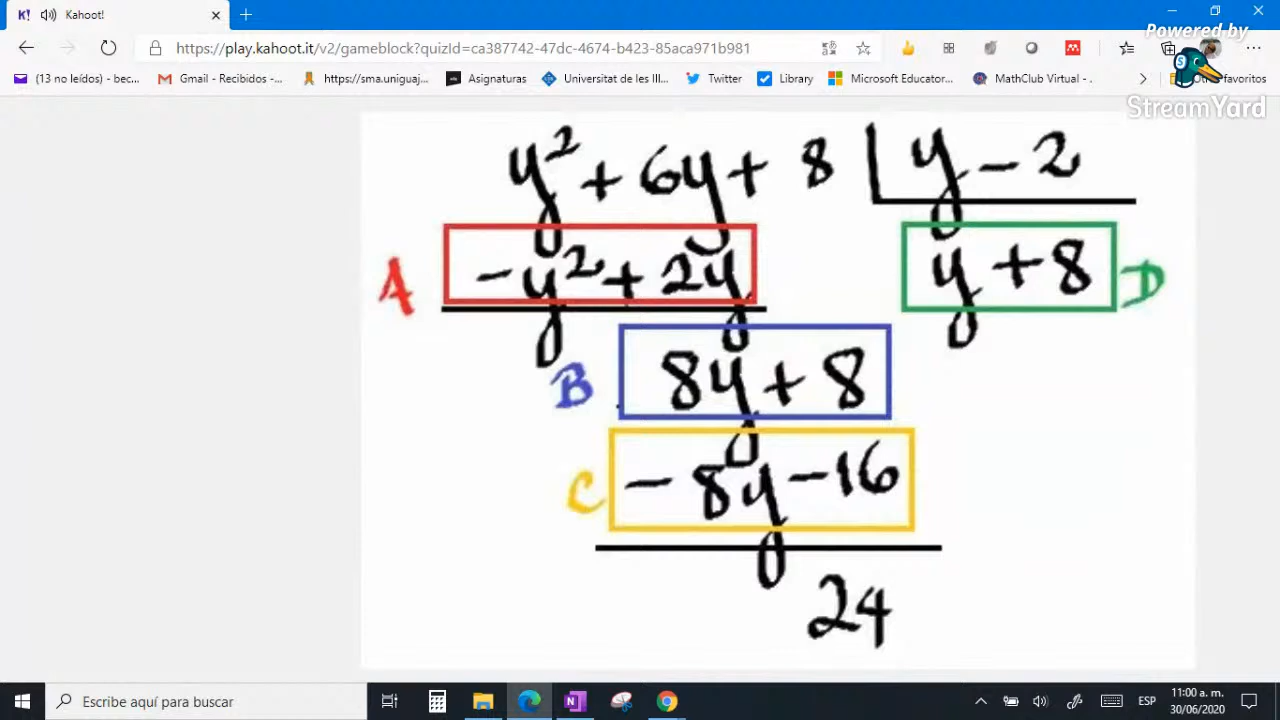 Kahoot!
Powered by
https://play.kahoot.it/v2/gameblock?quizId=ca387742-47dc-4674-b423-85aca971b981
(13 no leídos) - bec...
Gmail - Recibidos -...
https://sma.uniguaj...
Asignaturas
Universitat de les Ill...
Twitter
Library
Microsoft Educator...
MathClub Virtual - .
Otros favoritos
StreamYard
y² + 6y + 8 | y - 2
A -y² + 2y
y + 8 D
B 8y + 8
C - 8y - 16
24
Escribe aquí para buscar
ESP
11:00 a. m.
30/06/2020